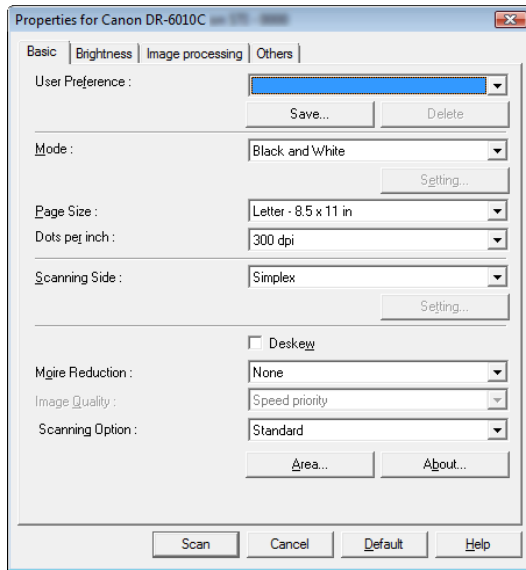 Properties for Canon DR-6010C
Basic Brightness Image processing Others
User Preference :
Save... Delete
Mode : Black and White
Setting...
Page Size : Letter - 8.5 x 11 in
Dots per inch : 300 dpi
Scanning Side : Simplex
Setting...
Deskew
Moire Reduction : None
Image Quality : Speed priority
Scanning Option : Standard
Area... About...
Scan Cancel Default Help